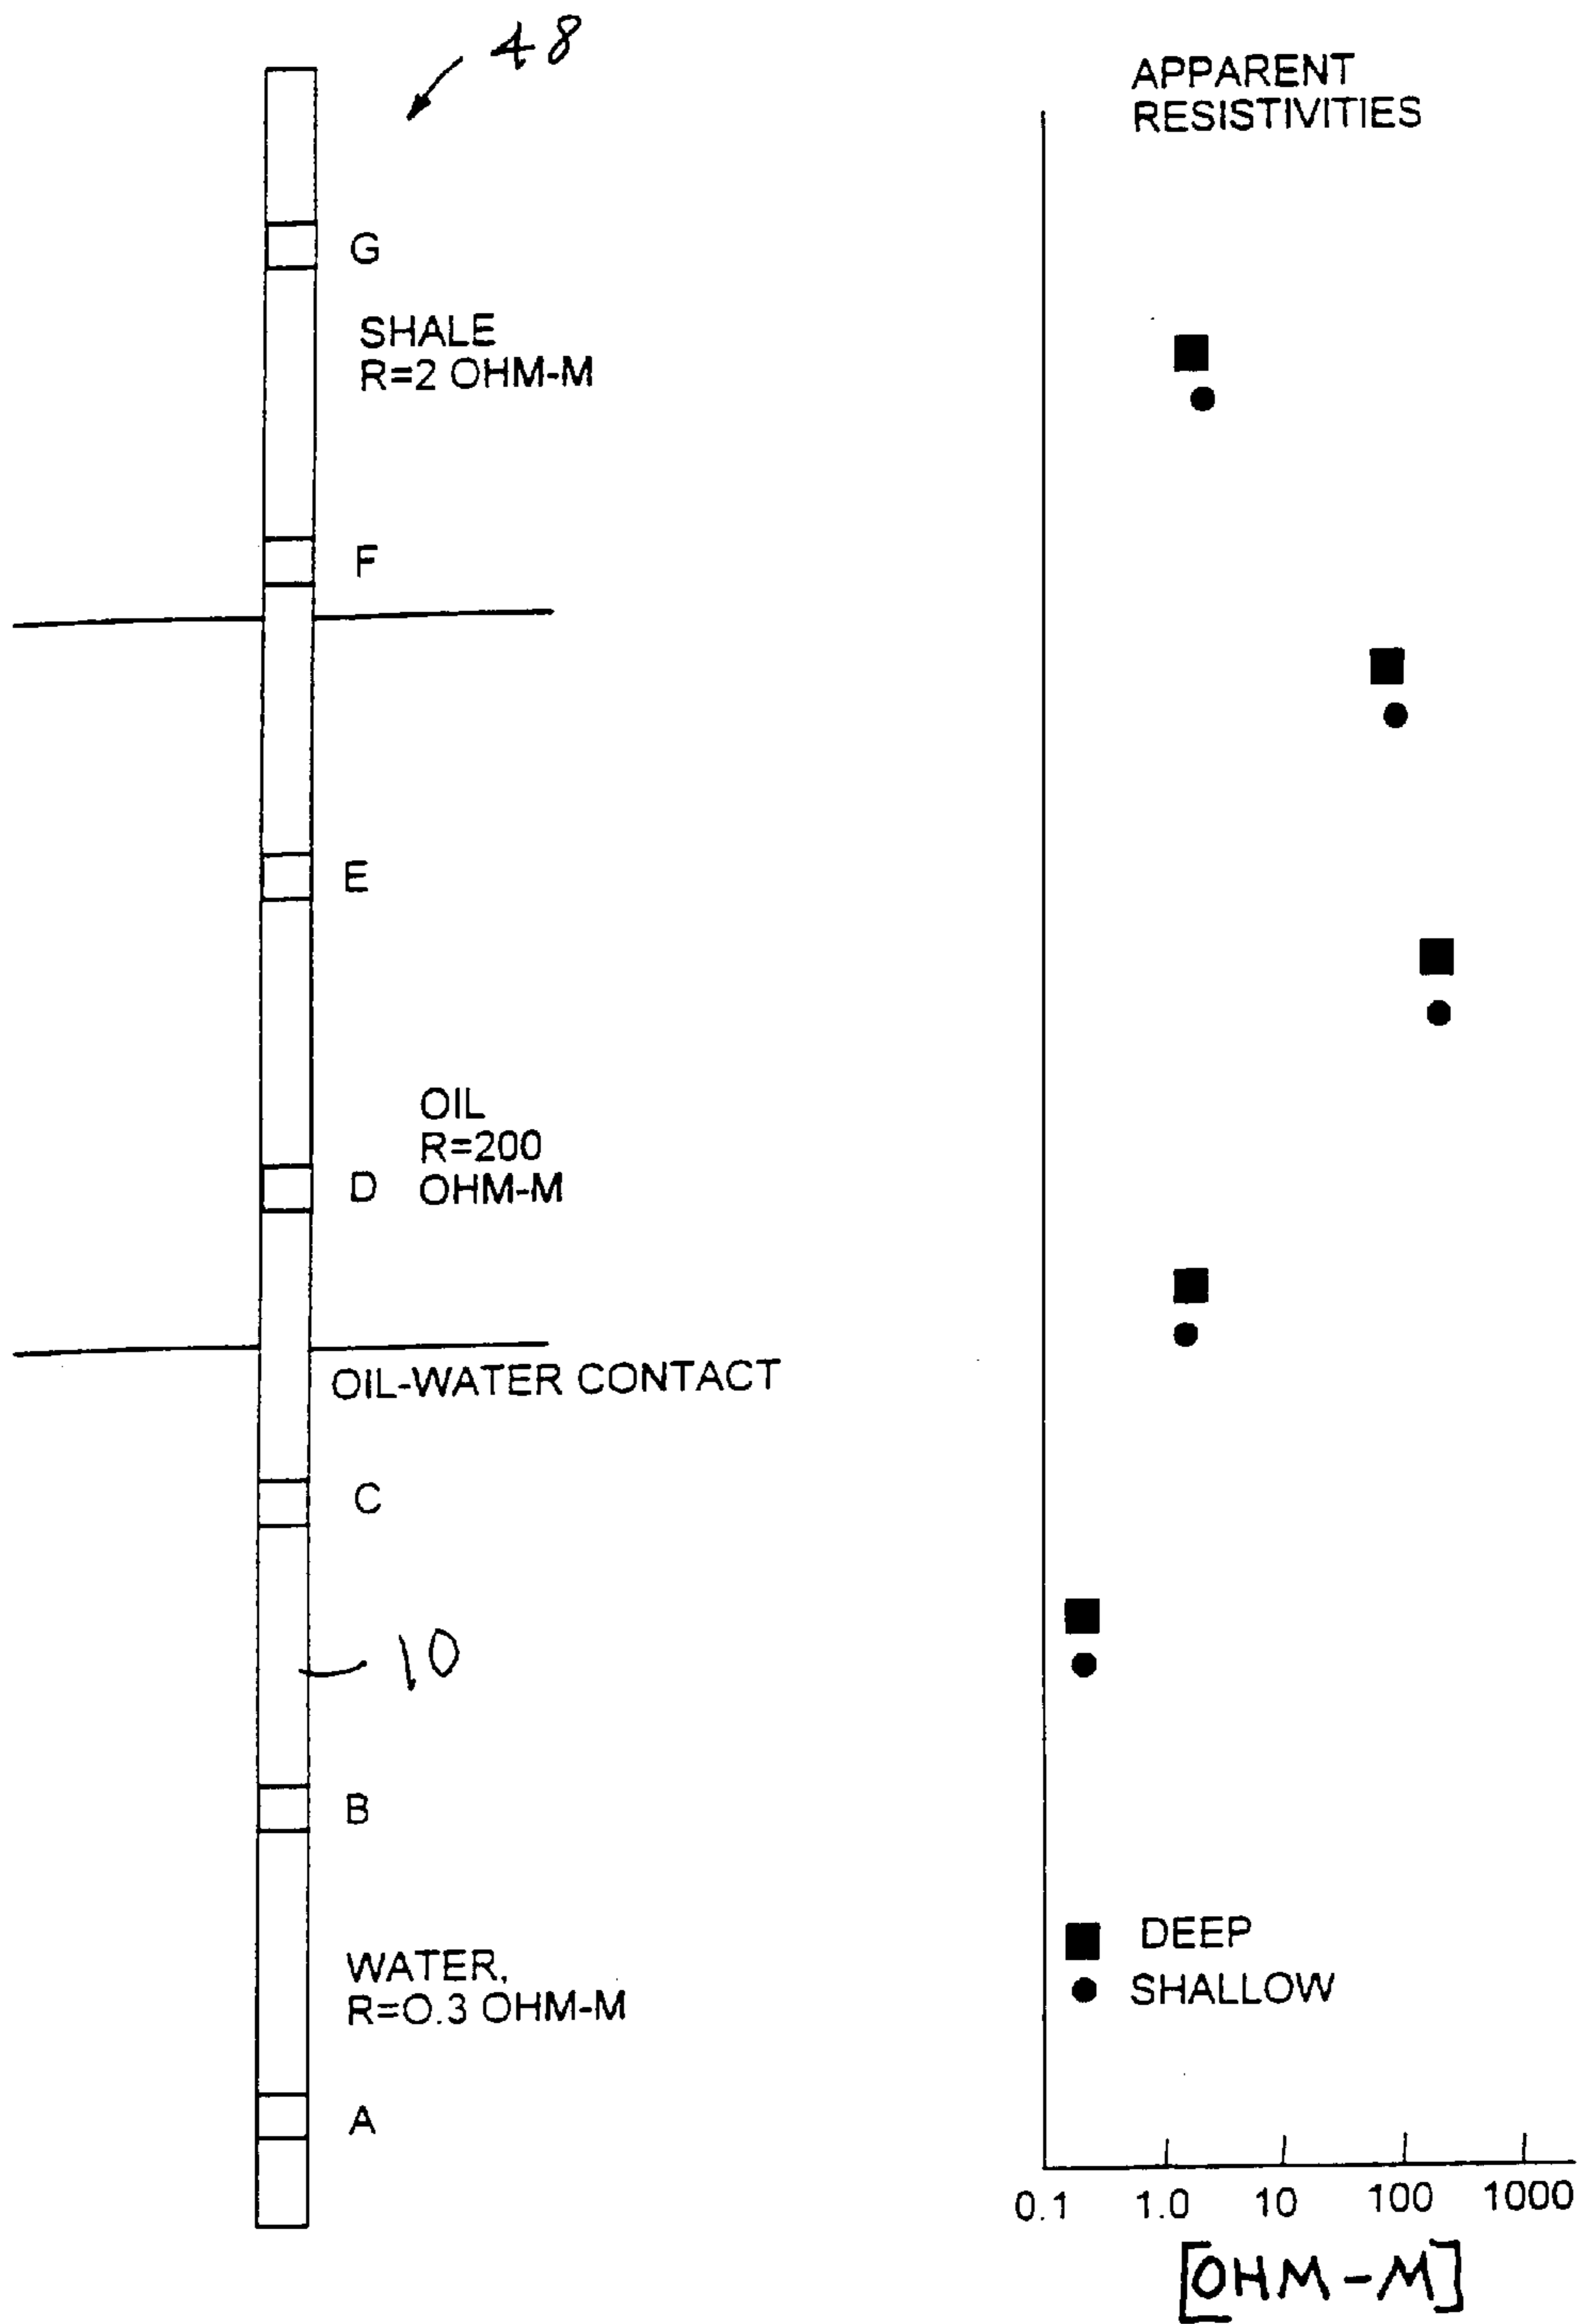 48
APPARENT
RESISTIVITIES
G
SHALE
R=2 OHM-M
F
E
OIL
R=200
D OHM-M
OIL-WATER CONTACT
C
10
B
DEEP
SHALLOW
WATER,
R=0.3 OHM-M
A
0.1 1.0 10 100 1000
[OHM-M]